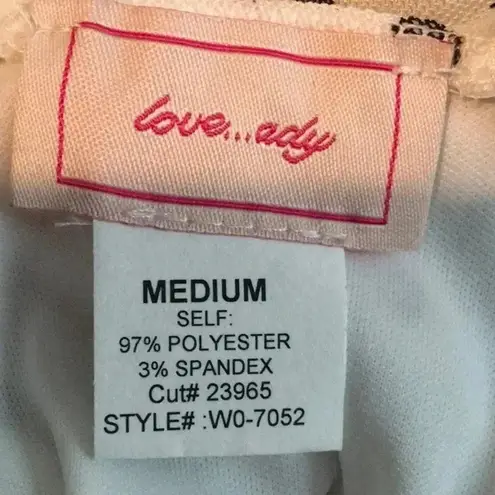 love...ady
MEDIUM
SELF:
97% POLYESTER
3% SPANDEX
Cut# 23965
STYLE# :W0-7052